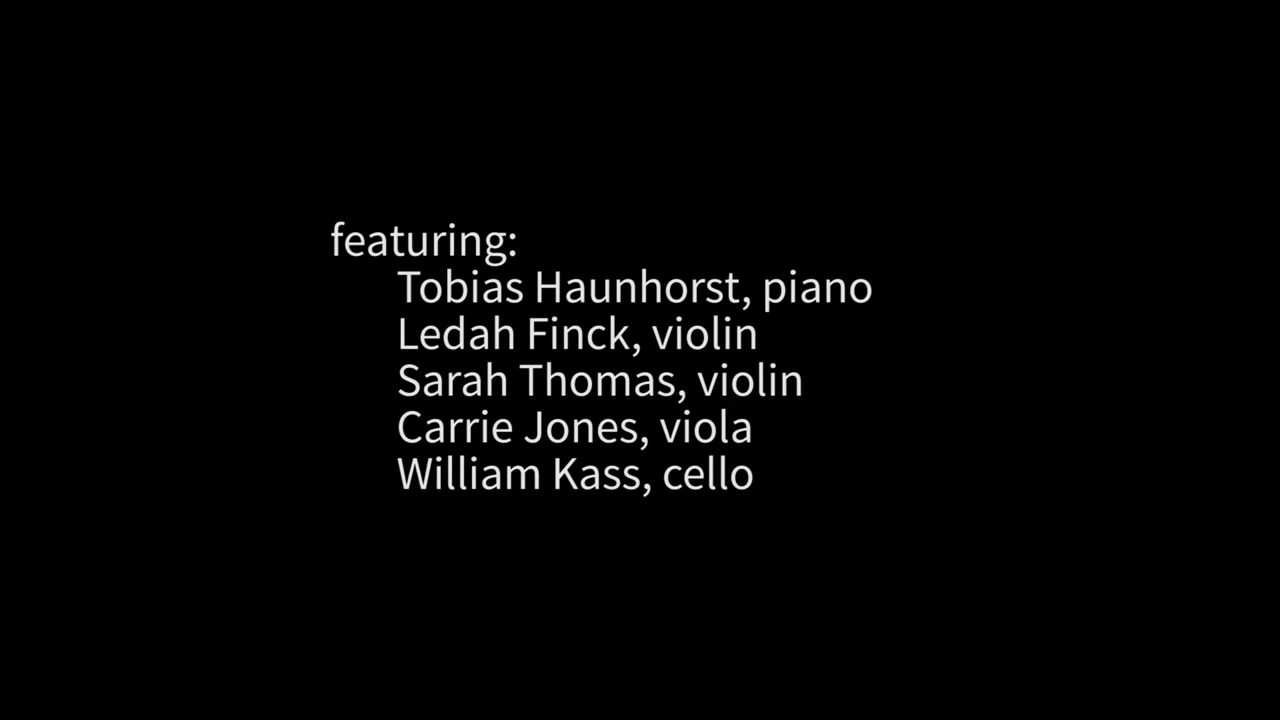 featuring:
Tobias Haunhorst, piano
Ledah Finck, violin
Sarah Thomas, violin
Carrie Jones, viola
William Kass, cello